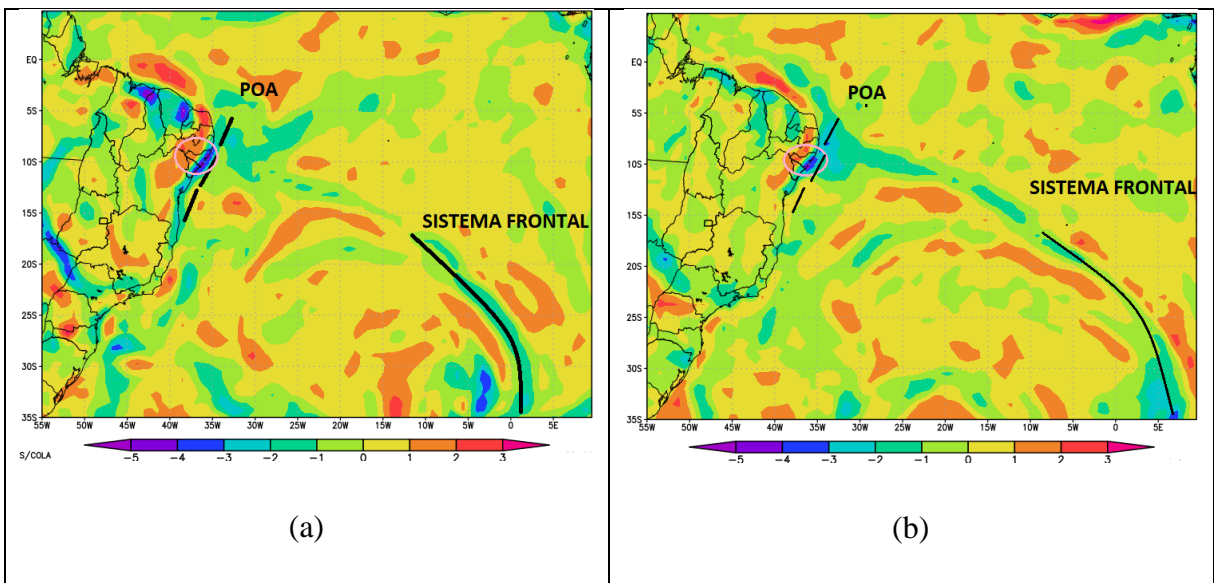 POA
SISTEMA FRONTAL
EQ
5S
10S
15S
20S
25S
30S
35S
55W 50W 45W 40W 35W 30W 25W 20W 15W 10W 5W 0 5E
-5 -4 -3 -2 -1 0 1 2 3
S/COLA
(a)
POA
SISTEMA FRONTAL
EQ
5S
10S
15S
20S
25S
30S
35S
55W 50W 45W 40W 35W 30W 25W 20W 15W 10W 5W 0 5E
-5 -4 -3 -2 -1 0 1 2 3
(b)